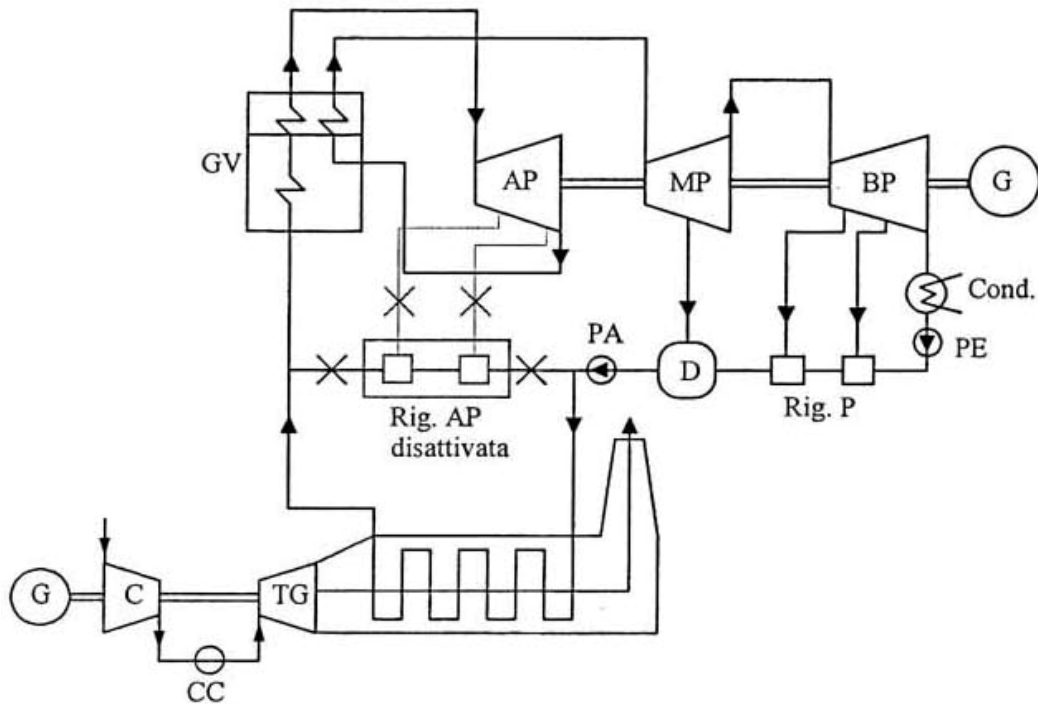 GV
AP
MP
BP
G
Cond.
PA
PE
D
Rig. P
Rig. AP
disattivata
G
C
TG
CC